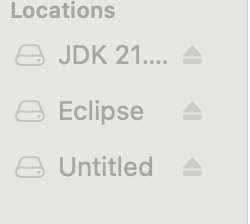 Locations
JDK 21....
Eclipse
Untitled